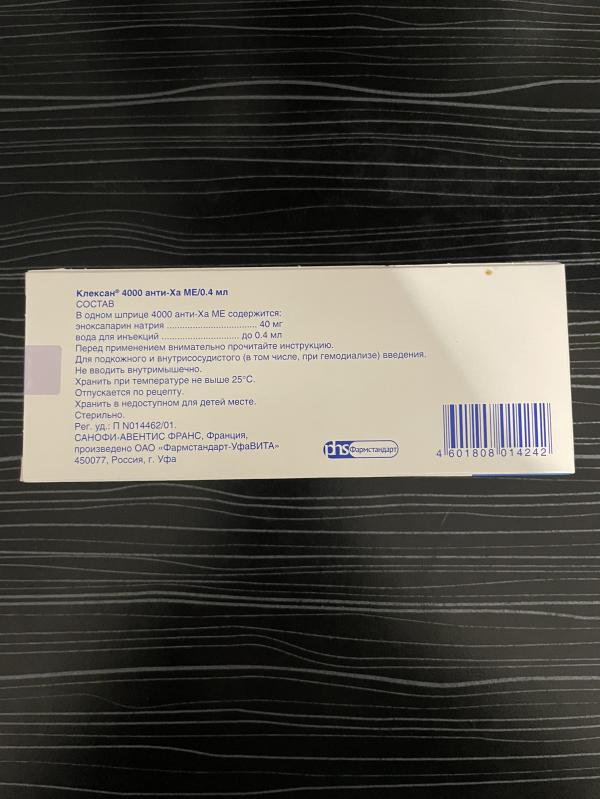 Клексан® 4000 анти-Ха МЕ/0.4 мл
СОСТАВ
В одном шприце 4000 анти-Ха МЕ содержится:
эноксапарин натрия .................................. 40 мг
вода для инъекций ............................. до 0.4 мл
Перед применением внимательно прочитайте инструкцию.
Для подкожного и внутрисосудистого (в том числе, при гемодиализе) введения.
Не вводить внутримышечно.
Хранить при температуре не выше 25°С.
Отпускается по рецепту.
Хранить в недоступном для детей месте.
Стерильно.
Рег. уд.: П N014462/01.
САНОФИ-АВЕНТИС ФРАНС, Франция,
произведено ОАО «Фармстандарт-УфаВИТА»
450077, Россия, г. Уфа
phs Фармстандарт
4 601808 014242